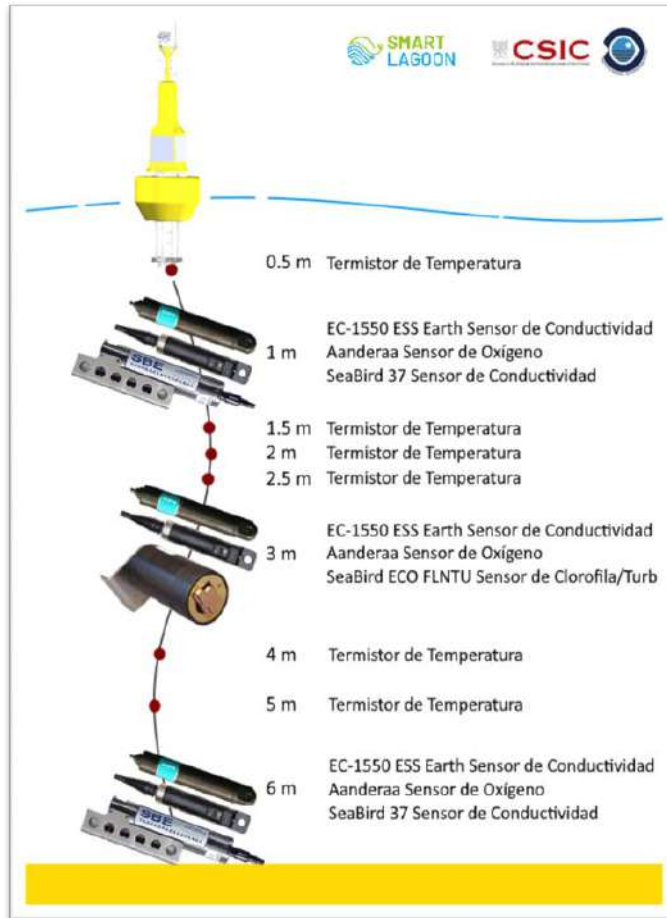 SMART
LAGOON
CSIC
0.5 m Termistor de Temperatura
EC-1550 ESS Earth Sensor de Conductividad
1 m Aanderaa Sensor de Oxígeno
SeaBird 37 Sensor de Conductividad
SBE
1.5 m Termistor de Temperatura
2 m Termistor de Temperatura
2.5 m Termistor de Temperatura
EC-1550 ESS Earth Sensor de Conductividad
3 m Aanderaa Sensor de Oxígeno
SeaBird ECO FLNTU Sensor de Clorofila/Turb
4 m Termistor de Temperatura
5 m Termistor de Temperatura
EC-1550 ESS Earth Sensor de Conductividad
6 m Aanderaa Sensor de Oxígeno
SeaBird 37 Sensor de Conductividad
SBE